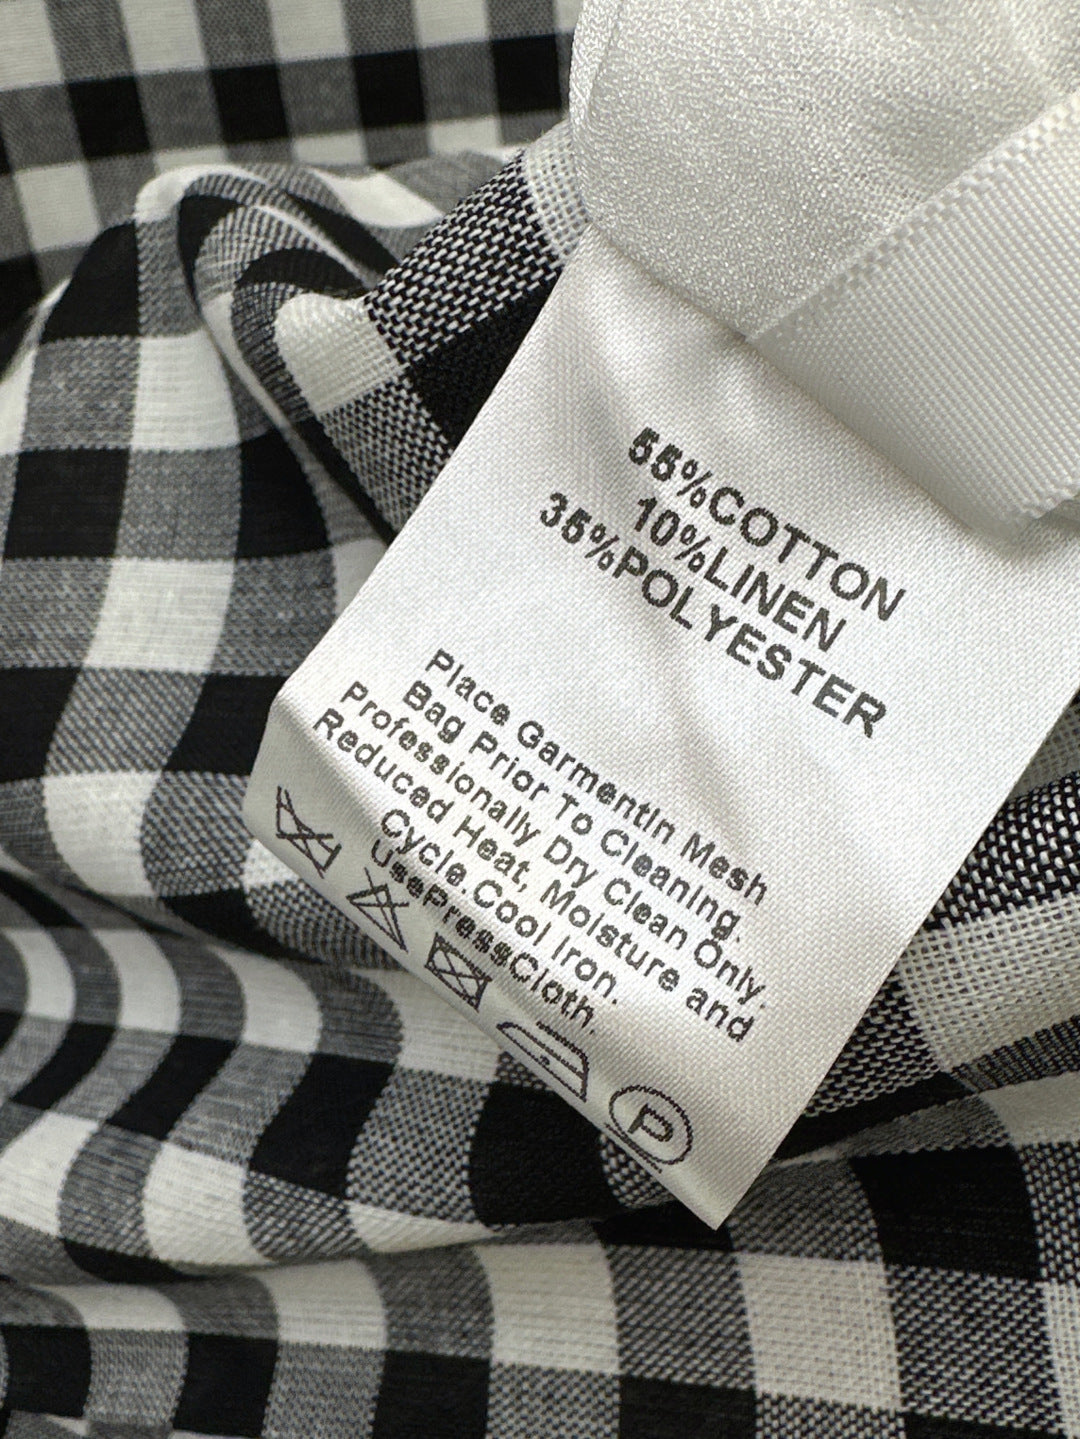 55%COTTON
10%LINEN
35%POLYESTER
Place GarmentIn Mesh
Bag Prior To Cleaning.
Professionally Dry Clean Only.
Reduced Heat, Moisture and
Cycle.Cool Iron.
UsePressCloth.
P